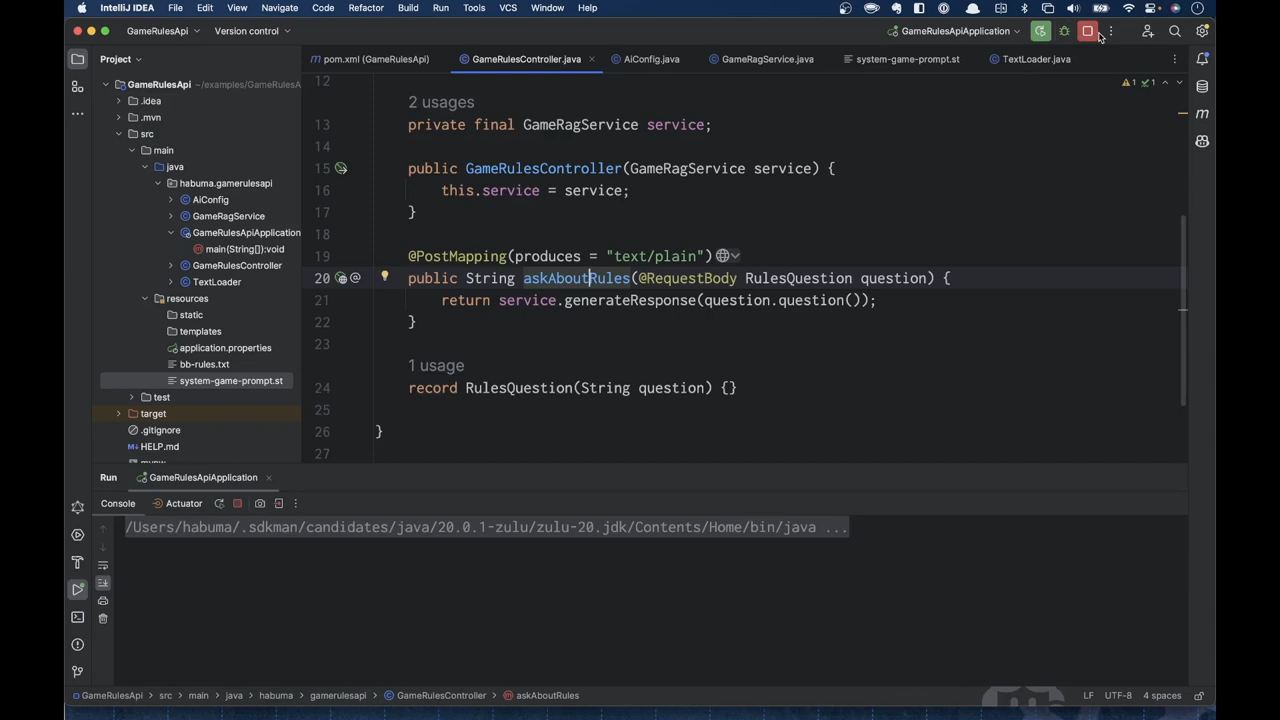 IntelliJ IDEA File Edit View Navigate Code Refactor Build Run Tools VCS Window Help
GameRulesApi Version control GameRulesApiApplication
Project
pom.xml (GameRulesApi) GameRulesController.java AiConfig.java GameRagService.java system-game-prompt.st TextLoader.java
GameRulesApi ~/examples/GameRulesA
.idea
.mvn
src
main
java
habuma.gamerulesapi
AiConfig
GameRagService
GameRulesApiApplication
main(String[]):void
GameRulesController
TextLoader
resources
static
templates
application.properties
bb-rules.txt
system-game-prompt.st
test
target
.gitignore
HELP.md
1 1
12
2 usages
13 private final GameRagService service;
14
15 public GameRulesController(GameRagService service) {
16 this.service = service;
17 }
18
19 @PostMapping(produces = "text/plain")
20 public String askAboutRules(@RequestBody RulesQuestion question) {
21 return service.generateResponse(question.question());
22 }
23
1 usage
24 record RulesQuestion(String question) {}
25
26 }
27
Run GameRulesApiApplication
Console Actuator
/Users/habuma/.sdkman/candidates/java/20.0.1-zulu/zulu-20.jdk/Contents/Home/bin/java ...
GameRulesApi src main java habuma gamerulesapi GameRulesController askAboutRules LF UTF-8 4 spaces